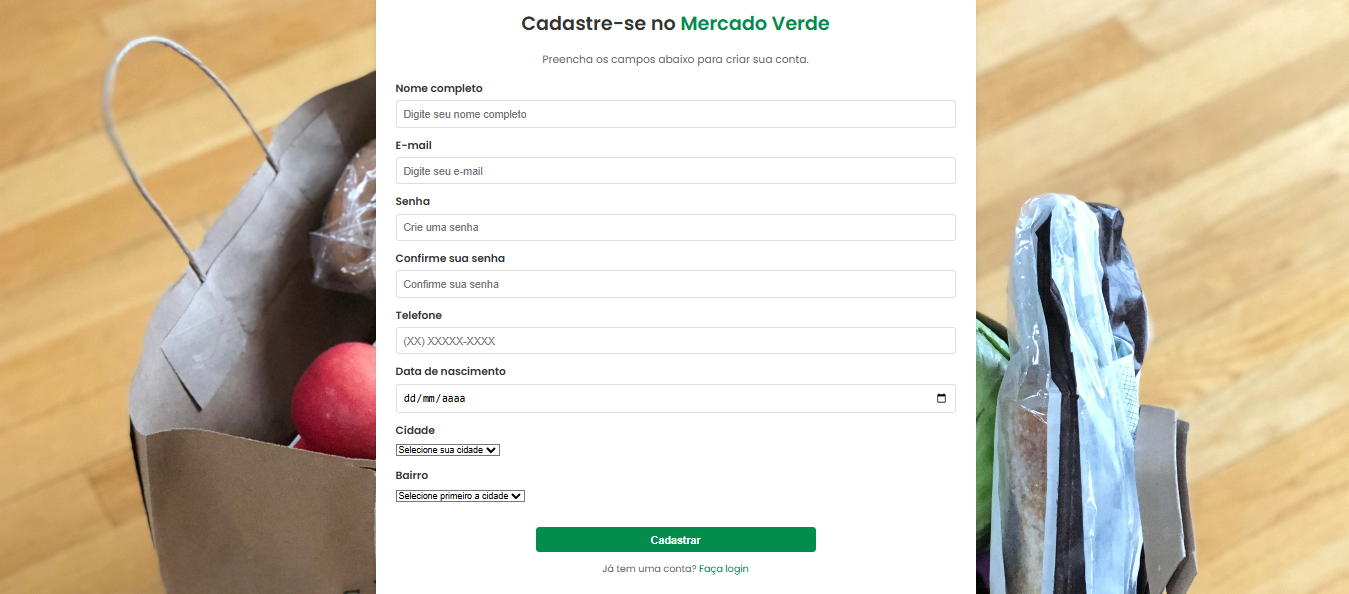 Cadastre-se no Mercado Verde
Preencha os campos abaixo para criar sua conta.
Nome completo
Digite seu nome completo
E-mail
Digite seu e-mail
Senha
Crie uma senha
Confirme sua senha
Confirme sua senha
Telefone
(XX) XXXXX-XXXX
Data de nascimento
dd/mm/aaaa
Cidade
Selecione sua cidade
Bairro
Selecione primeiro a cidade
Cadastrar
Já tem uma conta? Faça login